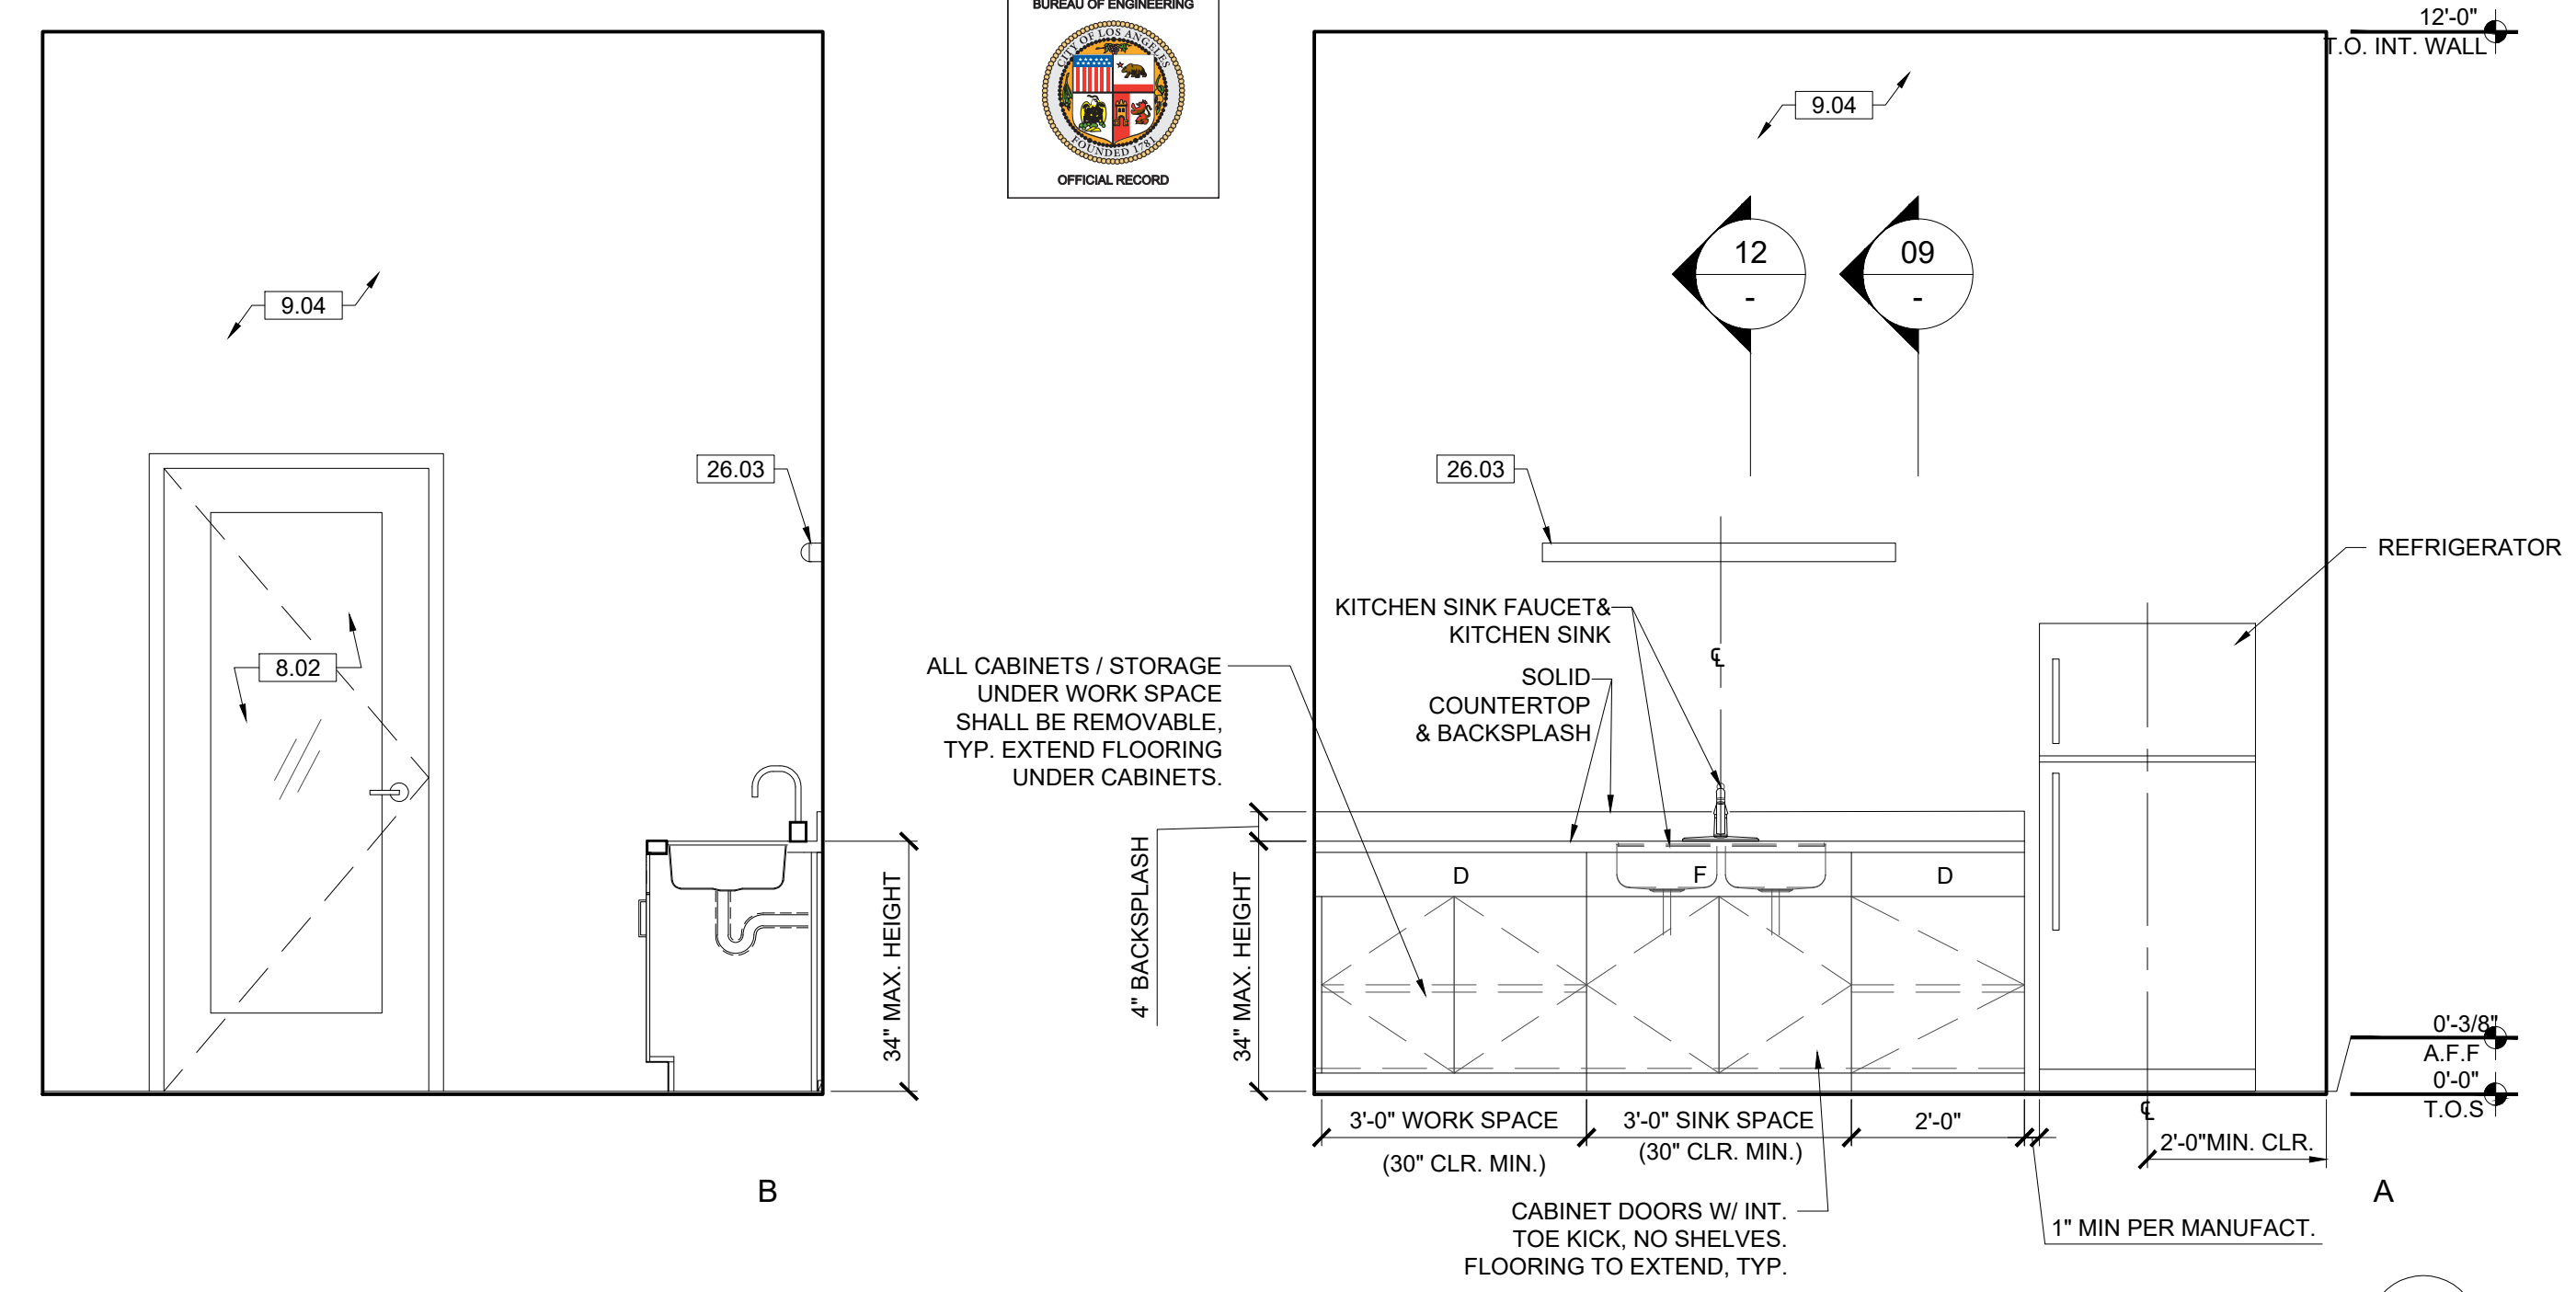 BUREAU OF ENGINEERING
CITY OF LOS ANGELES
FOUNDED 1781
OFFICIAL RECORD
9.04
26.03
8.02
34" MAX. HEIGHT
B
12'-0"
T.O. INT. WALL
9.04
12
-
09
-
26.03
REFRIGERATOR
KITCHEN SINK FAUCET&
KITCHEN SINK
SOLID
COUNTERTOP
& BACKSPLASH
ALL CABINETS / STORAGE
UNDER WORK SPACE
SHALL BE REMOVABLE,
TYP. EXTEND FLOORING
UNDER CABINETS.
4" BACKSPLASH
34" MAX. HEIGHT
D
F
D
℄
℄
0'-3/8"
A.F.F
0'-0"
T.O.S
3'-0" WORK SPACE
(30" CLR. MIN.)
3'-0" SINK SPACE
(30" CLR. MIN.)
2'-0"
2'-0"MIN. CLR.
1" MIN PER MANUFACT.
CABINET DOORS W/ INT.
TOE KICK, NO SHELVES.
FLOORING TO EXTEND, TYP.
A